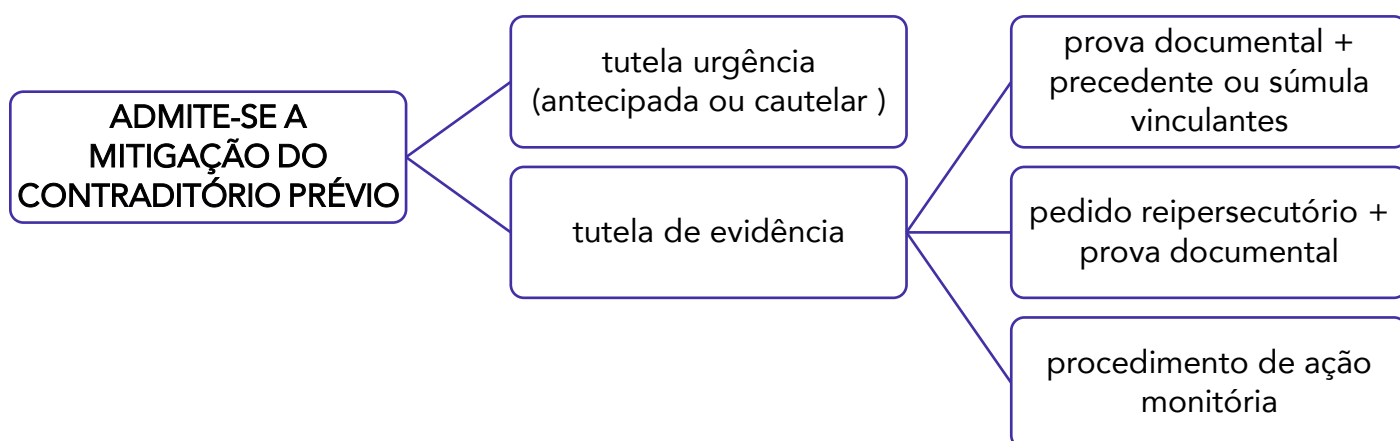 ADMITE-SE A
MITIGAÇÃO DO
CONTRADITÓRIO PRÉVIO
tutela urgência
(antecipada ou cautelar )
tutela de evidência
prova documental +
precedente ou súmula
vinculantes
pedido reipersecutório +
prova documental
procedimento de ação
monitória